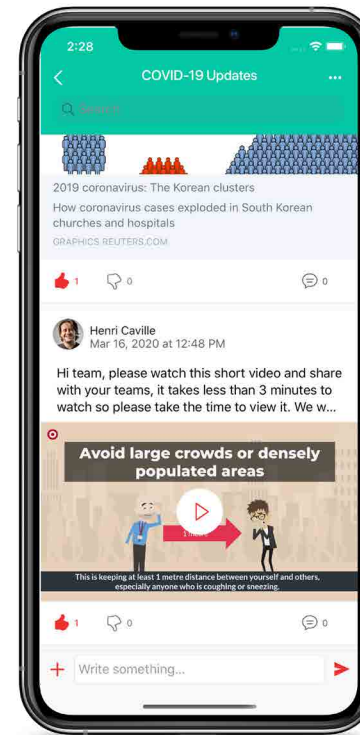 2:28
COVID-19 Updates
Search
2019 coronavirus: The Korean clusters
How coronavirus cases exploded in South Korean
churches and hospitals
GRAPHICS.REUTERS.COM
1
0
0
Henri Caville
Mar 16, 2020 at 12:48 PM
Hi team, please watch this short video and share
with your teams, it takes less than 3 minutes to
watch so please take the time to view it. We w...
Avoid large crowds or densely
populated areas
This is keeping at least 1 metre distance between yourself and others,
especially anyone who is coughing or sneezing.
1
0
0
Write something...